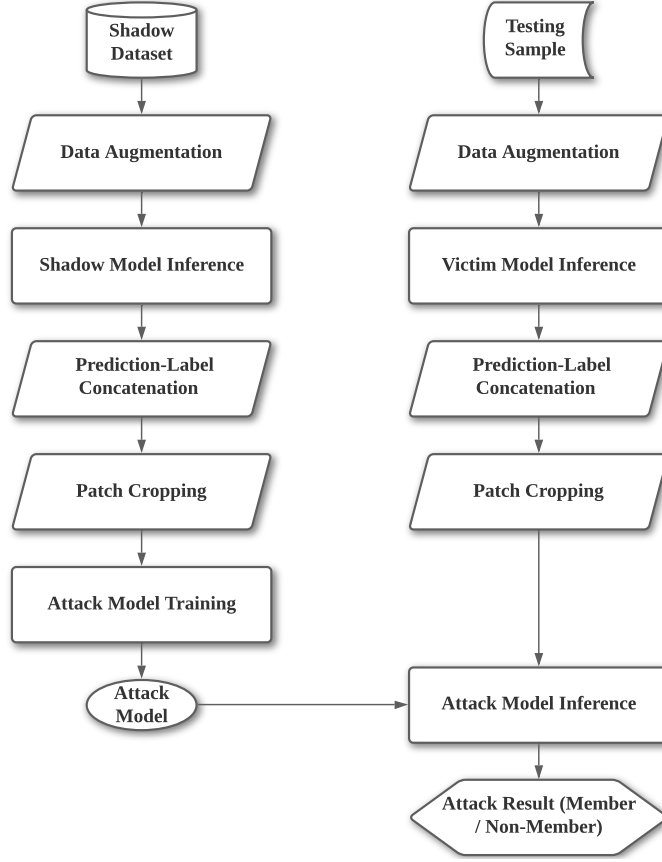 Shadow
Dataset
Data Augmentation
Shadow Model Inference
Prediction-Label
Concatenation
Patch Cropping
Attack Model Training
Attack
Model
Testing
Sample
Data Augmentation
Victim Model Inference
Prediction-Label
Concatenation
Patch Cropping
Attack Model Inference
Attack Result (Member
/ Non-Member)